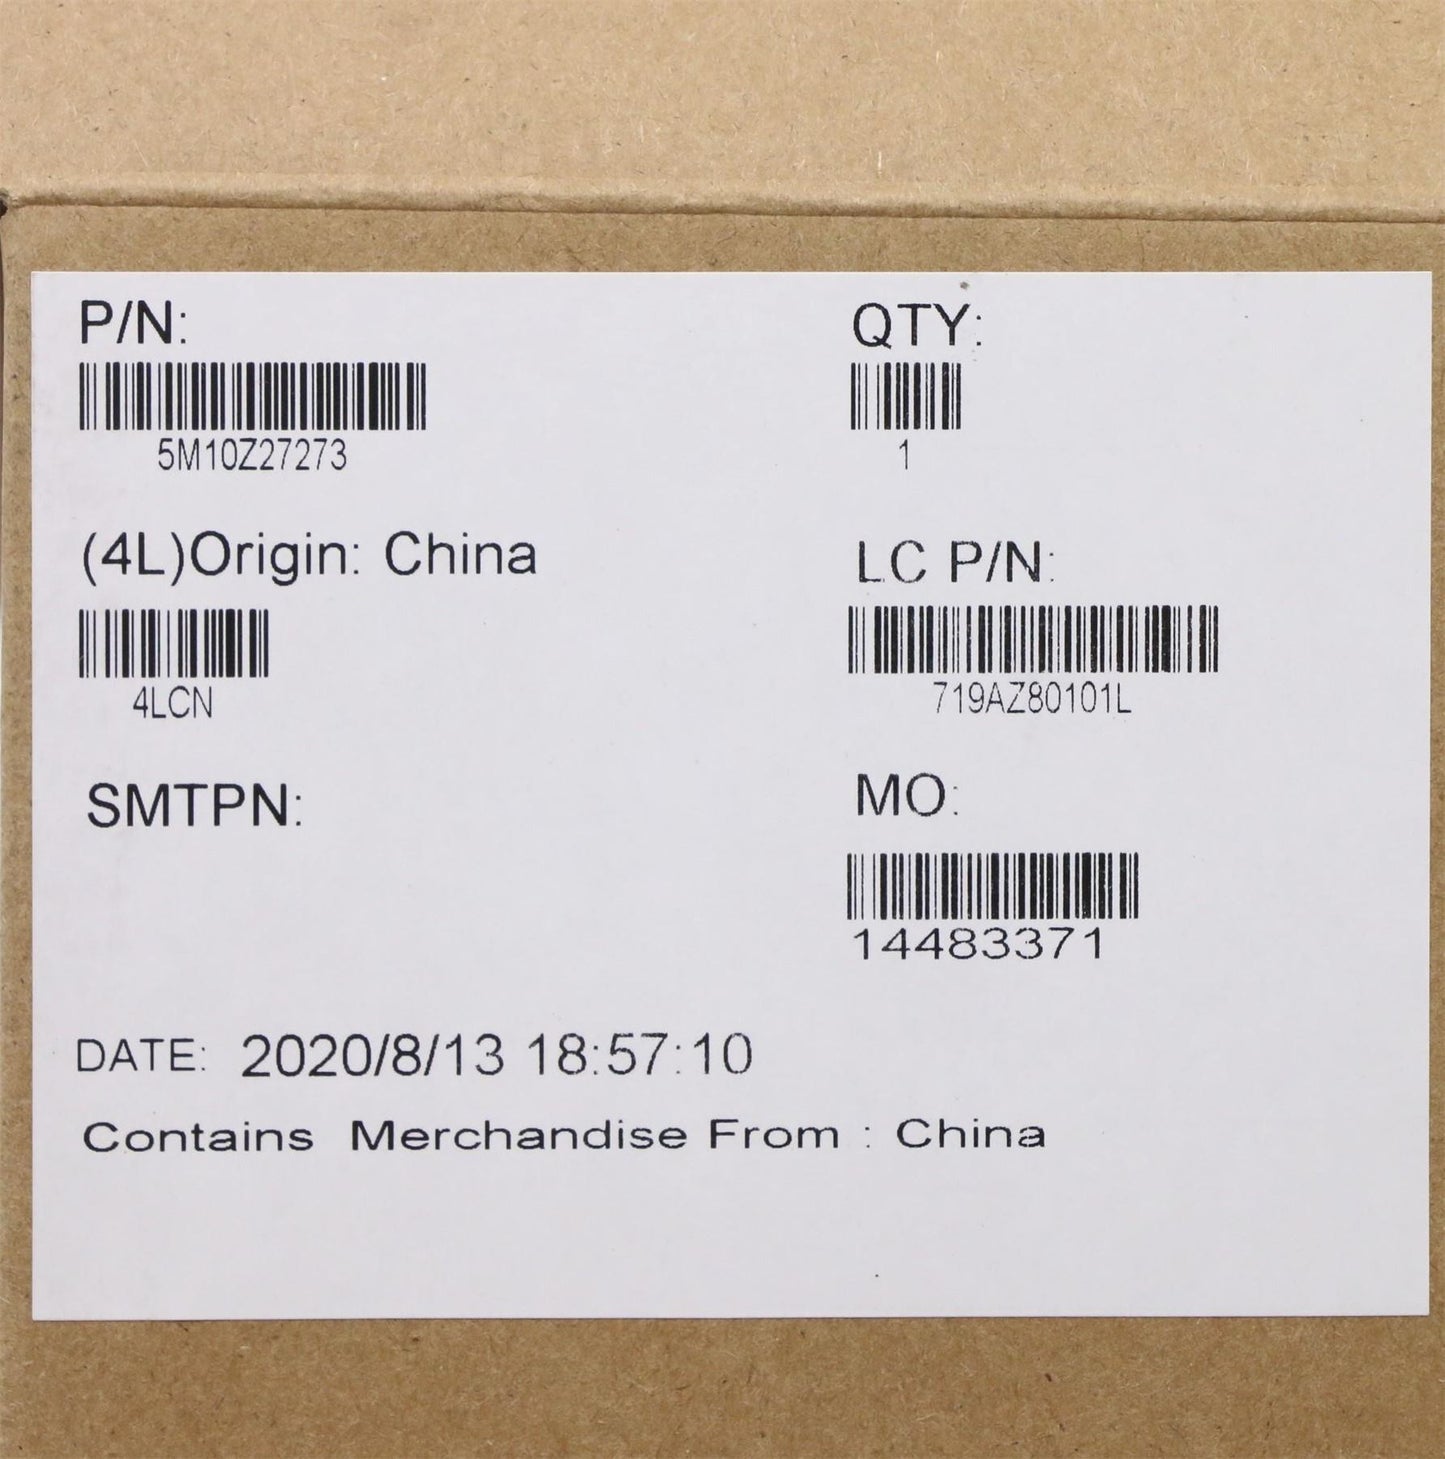 P/N:
5M10Z27273
QTY:
1
(4L)Origin: China
4LCN
LC P/N:
719AZ80101L
SMTPN:
MO:
14483371
DATE: 2020/8/13 18:57:10
Contains Merchandise From : China